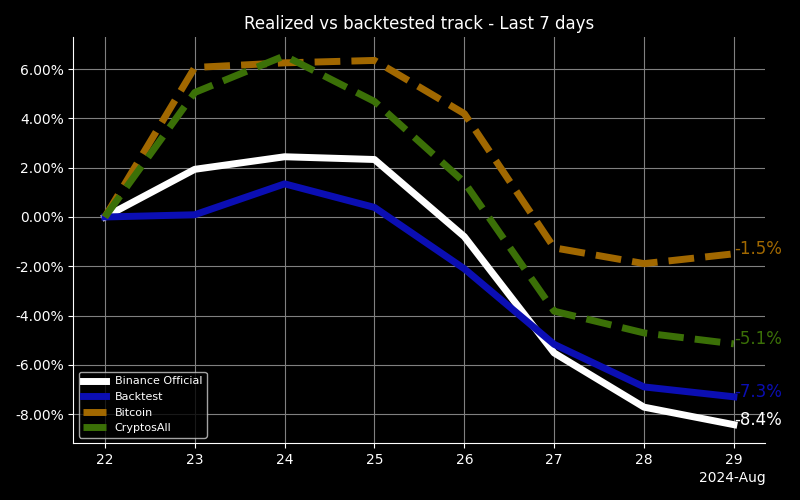 Realized vs backtested track - Last 7 days
6.00%
4.00%
2.00%
0.00%
-2.00%
-4.00%
-6.00%
-8.00%
-1.5%
-5.1%
-7.3%
-8.4%
Binance Official
Backtest
Bitcoin
CryptosAll
22 23 24 25 26 27 28 29
2024-Aug